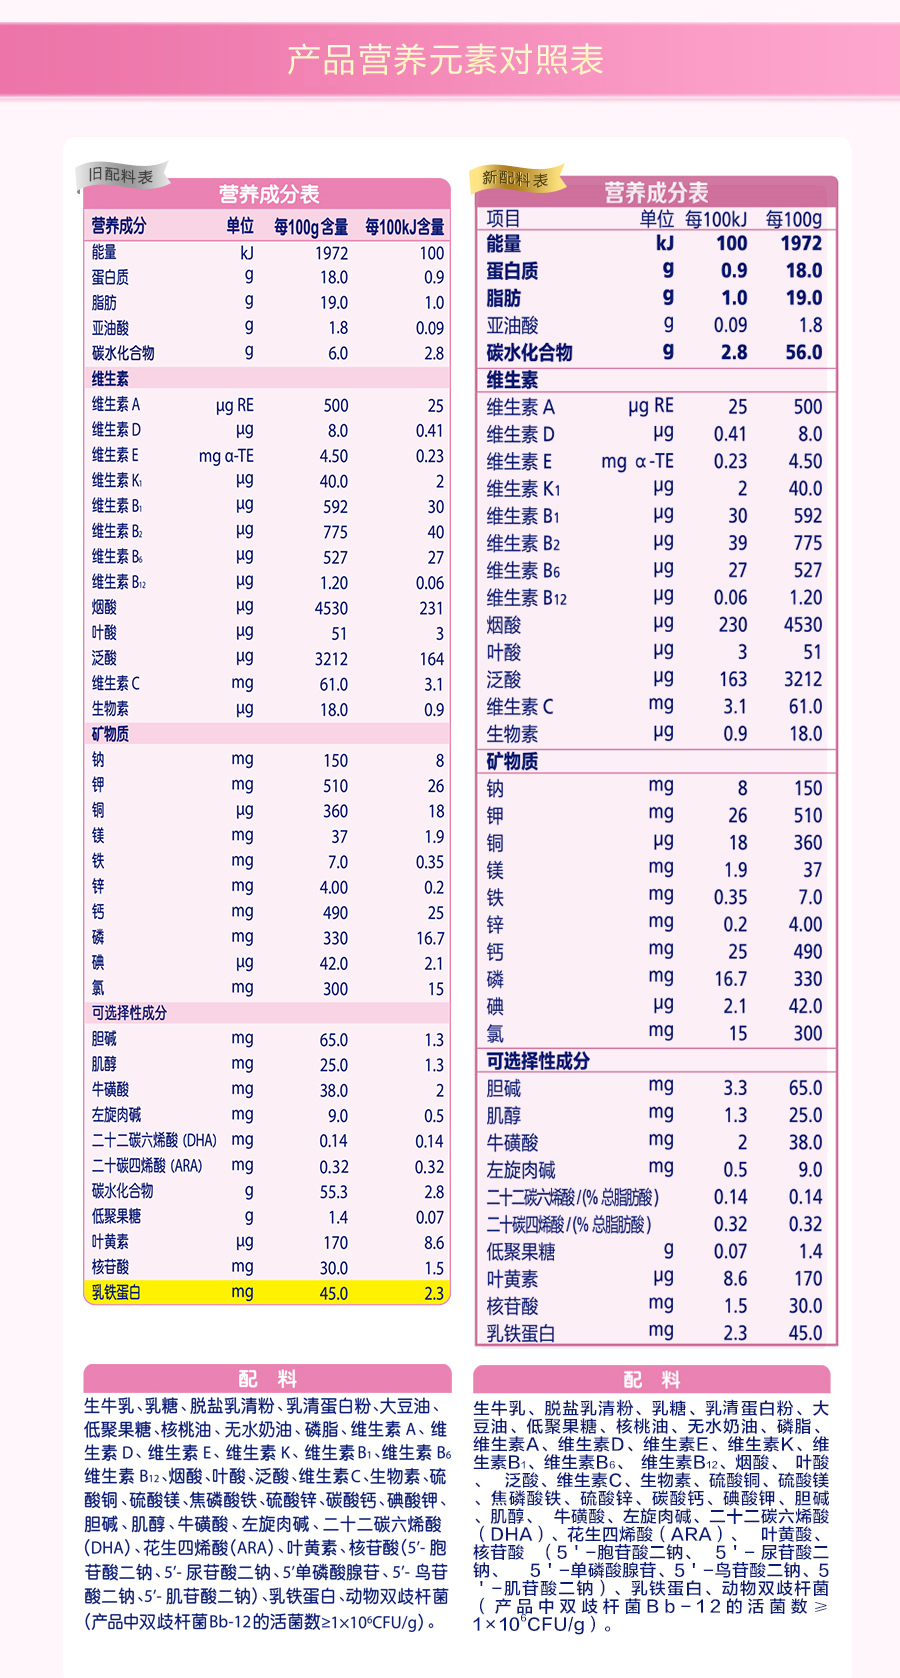 产品营养元素对照表
旧配料表
营养成分表
营养成分 单位 每100g含量 每100kJ含量
能量 kJ 1972 100
蛋白质 g 18.0 0.9
脂肪 g 19.0 1.0
亚油酸 g 1.8 0.09
碳水化合物 g 6.0 2.8
维生素
维生素 A µg RE 500 25
维生素 D µg 8.0 0.41
维生素 E mg α-TE 4.50 0.23
维生素 K1 µg 40.0 2
维生素 B1 µg 592 30
维生素 B2 µg 775 40
维生素 B6 µg 527 27
维生素 B12 µg 1.20 0.06
烟酸 µg 4530 231
叶酸 µg 51 3
泛酸 µg 3212 164
维生素 C mg 61.0 3.1
生物素 µg 18.0 0.9
矿物质
钠 mg 150 8
钾 mg 510 26
铜 µg 360 18
镁 mg 37 1.9
铁 mg 7.0 0.35
锌 mg 4.00 0.2
钙 mg 490 25
磷 mg 330 16.7
碘 µg 42.0 2.1
氯 mg 300 15
可选择性成分
胆碱 mg 65.0 1.3
肌醇 mg 25.0 1.3
牛磺酸 mg 38.0 2
左旋肉碱 mg 9.0 0.5
二十二碳六烯酸 (DHA) mg 0.14 0.14
二十碳四烯酸 (ARA) mg 0.32 0.32
碳水化合物 g 55.3 2.8
低聚果糖 g 1.4 0.07
叶黄素 µg 170 8.6
核苷酸 mg 30.0 1.5
乳铁蛋白 mg 45.0 2.3
配 料
生牛乳、乳糖、脱盐乳清粉、乳清蛋白粉、大豆油、
低聚果糖、核桃油、无水奶油、磷脂、维生素 A、维
生素 D、维生素 E、维生素 K、维生素B1、维生素 B6
维生素 B12、烟酸、叶酸、泛酸、维生素C、生物素、硫
酸铜、硫酸镁、焦磷酸铁、硫酸锌、碳酸钙、碘酸钾、
胆碱、肌醇、牛磺酸、左旋肉碱、二十二碳六烯酸
(DHA)、花生四烯酸(ARA)、叶黄素、核苷酸(5'- 胞
苷酸二钠、5'- 尿苷酸二钠、5'单磷酸腺苷、5'- 鸟苷
酸二钠、5'- 肌苷酸二钠)、乳铁蛋白、动物双歧杆菌
(产品中双歧杆菌Bb-12的活菌数≥1×10⁶CFU/g)。
新配料表
营养成分表
项目 单位 每100kJ 每100g
能量 kJ 100 1972
蛋白质 g 0.9 18.0
脂肪 g 1.0 19.0
亚油酸 g 0.09 1.8
碳水化合物 g 2.8 56.0
维生素
维生素 A µg RE 25 500
维生素 D µg 0.41 8.0
维生素 E mg α-TE 0.23 4.50
维生素 K1 µg 2 40.0
维生素 B1 µg 30 592
维生素 B2 µg 39 775
维生素 B6 µg 27 527
维生素 B12 µg 0.06 1.20
烟酸 µg 230 4530
叶酸 µg 3 51
泛酸 µg 163 3212
维生素 C mg 3.1 61.0
生物素 µg 0.9 18.0
矿物质
钠 mg 8 150
钾 mg 26 510
铜 µg 18 360
镁 mg 1.9 37
铁 mg 0.35 7.0
锌 mg 0.2 4.00
钙 mg 25 490
磷 mg 16.7 330
碘 µg 2.1 42.0
氯 mg 15 300
可选择性成分
胆碱 mg 3.3 65.0
肌醇 mg 1.3 25.0
牛磺酸 mg 2 38.0
左旋肉碱 mg 0.5 9.0
二十二碳六烯酸/(% 总脂肪酸) 0.14 0.14
二十碳四烯酸/(% 总脂肪酸) 0.32 0.32
低聚果糖 g 0.07 1.4
叶黄素 µg 8.6 170
核苷酸 mg 1.5 30.0
乳铁蛋白 mg 2.3 45.0
配 料
生牛乳、脱盐乳清粉、乳糖、乳清蛋白粉、大
豆油、低聚果糖、核桃油、无水奶油、磷脂、
维生素A、维生素D、维生素E、维生素K、维
生素B1、维生素B6、 维生素B12、烟酸、 叶酸
、 泛酸、维生素C、生物素、硫酸铜、硫酸镁
、焦磷酸铁、硫酸锌、碳酸钙、碘酸钾、胆碱
、肌醇、 牛磺酸、左旋肉碱、二十二碳六烯酸
(DHA)、花生四烯酸(ARA)、 叶黄酸、
核苷酸 (5'-胞苷酸二钠、 5'-尿苷酸二
钠、 5'-单磷酸腺苷、5'-鸟苷酸二钠、5
'-肌苷酸二钠)、乳铁蛋白、动物双歧杆菌
(产品中双歧杆菌Bb-12的活菌数≥
1×10⁶CFU/g)。